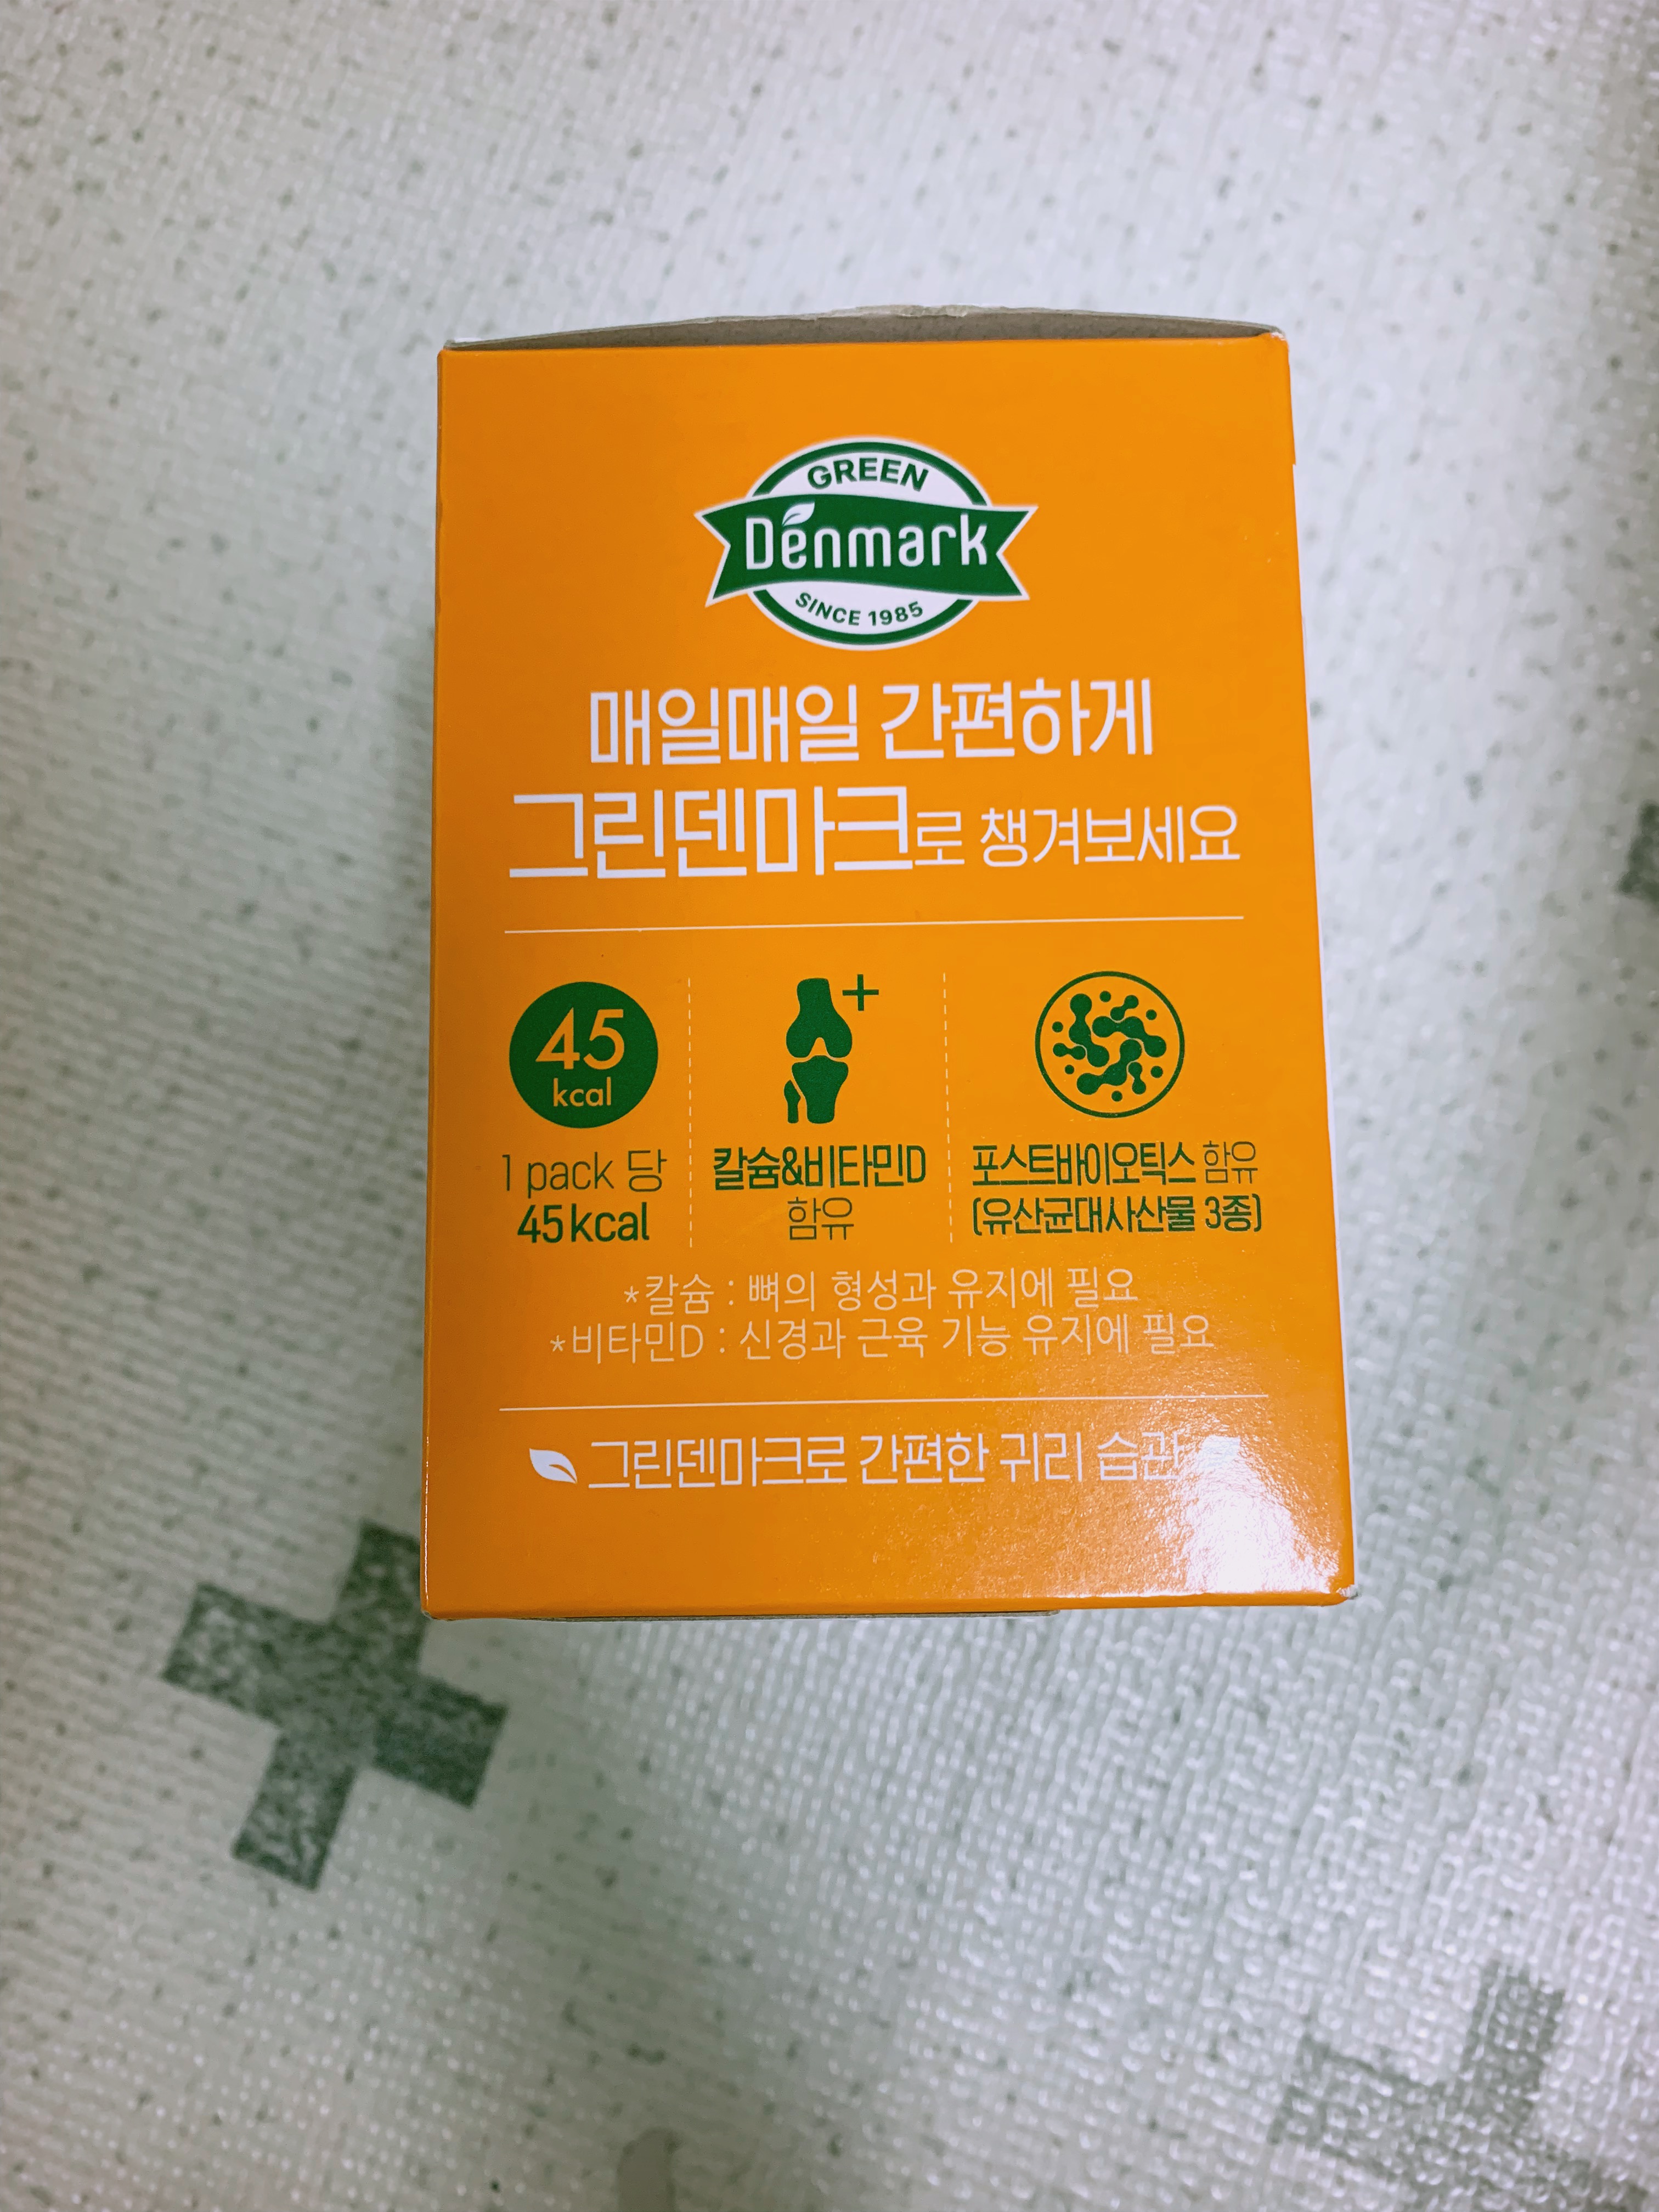 GREEN
Denmark
SINCE 1985
매일매일 간편하게
그린덴마크로 챙겨보세요
45
kcal
1 pack 당
45 kcal
칼슘&비타민D
함유
포스트바이오틱스 함유
(유산균대사산물 3종)
*칼슘 : 뼈의 형성과 유지에 필요
*비타민D : 신경과 근육 기능 유지에 필요
그린덴마크로 간편한 귀리 습관